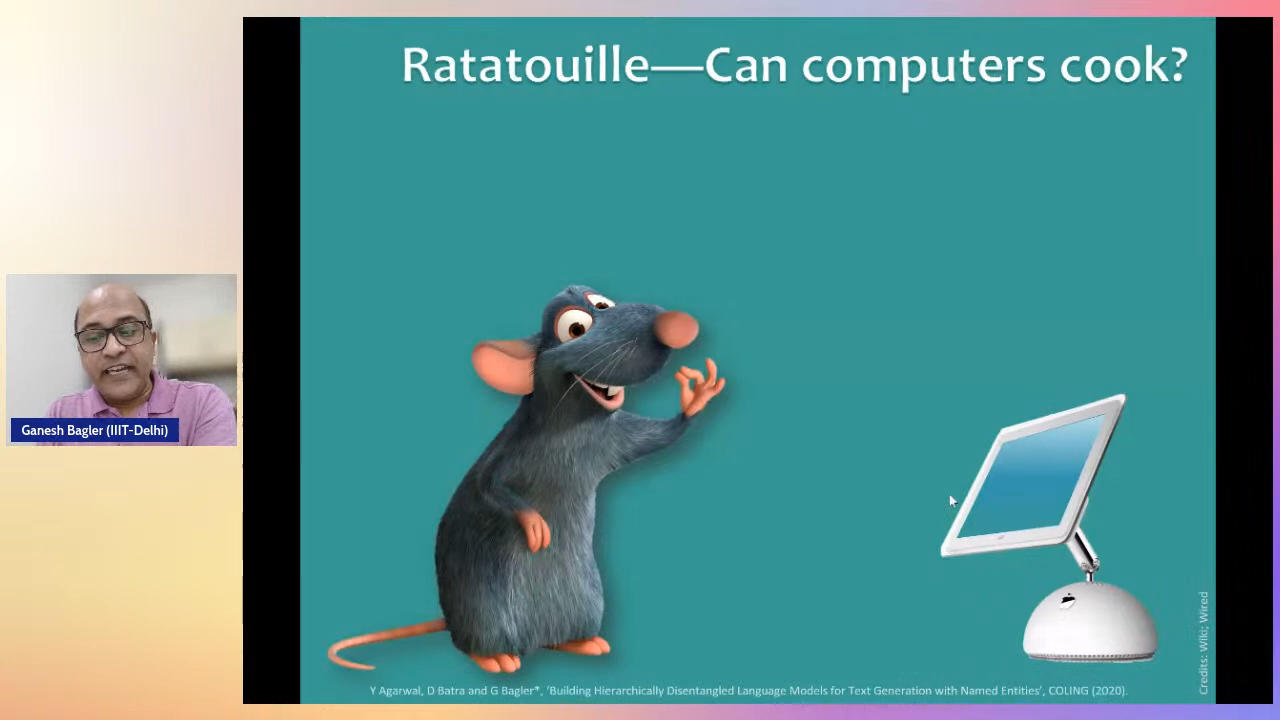 Ratatouille—Can computers cook?
Ganesh Bagler (IIIT-Delhi)
Y Agarwal, D Batra and G Bagler*, ‘Building Hierarchically Disentangled Language Models for Text Generation with Named Entities’, COLING (2020).
Credits: Wiki; Wired